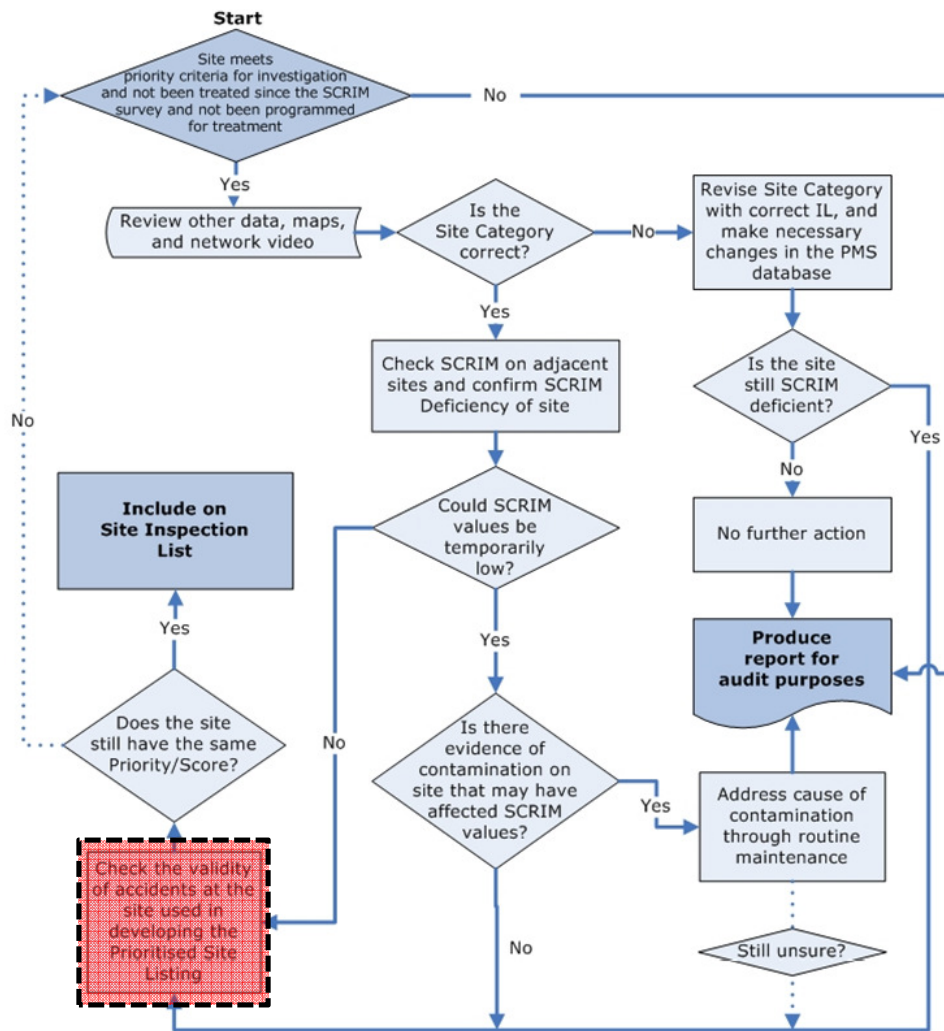 Start
Site meets
priority criteria for investigation
and not been treated since the SCRIM
survey and not been programmed
for treatment
No
Yes
Review other data, maps,
and network video
Is the
Site Category
correct?
No
Revise Site Category
with correct IL, and
make necessary
changes in the PMS
database
Yes
Check SCRIM on adjacent
sites and confirm SCRIM
Deficiency of site
Is the site
still SCRIM
deficient?
Yes
No
No
Include on
Site Inspection
List
Could SCRIM
values be
temporarily
low?
No further action
Yes
Yes
Produce
report for
audit purposes
Does the site
still have the same
Priority/Score?
No
Is there
evidence of
contamination on
site that may have
affected SCRIM
values?
Yes
Address cause of
contamination
through routine
maintenance
Check the validity
of accidents at the
site used in
developing the
Prioritised Site
Listing
No
Still unsure?